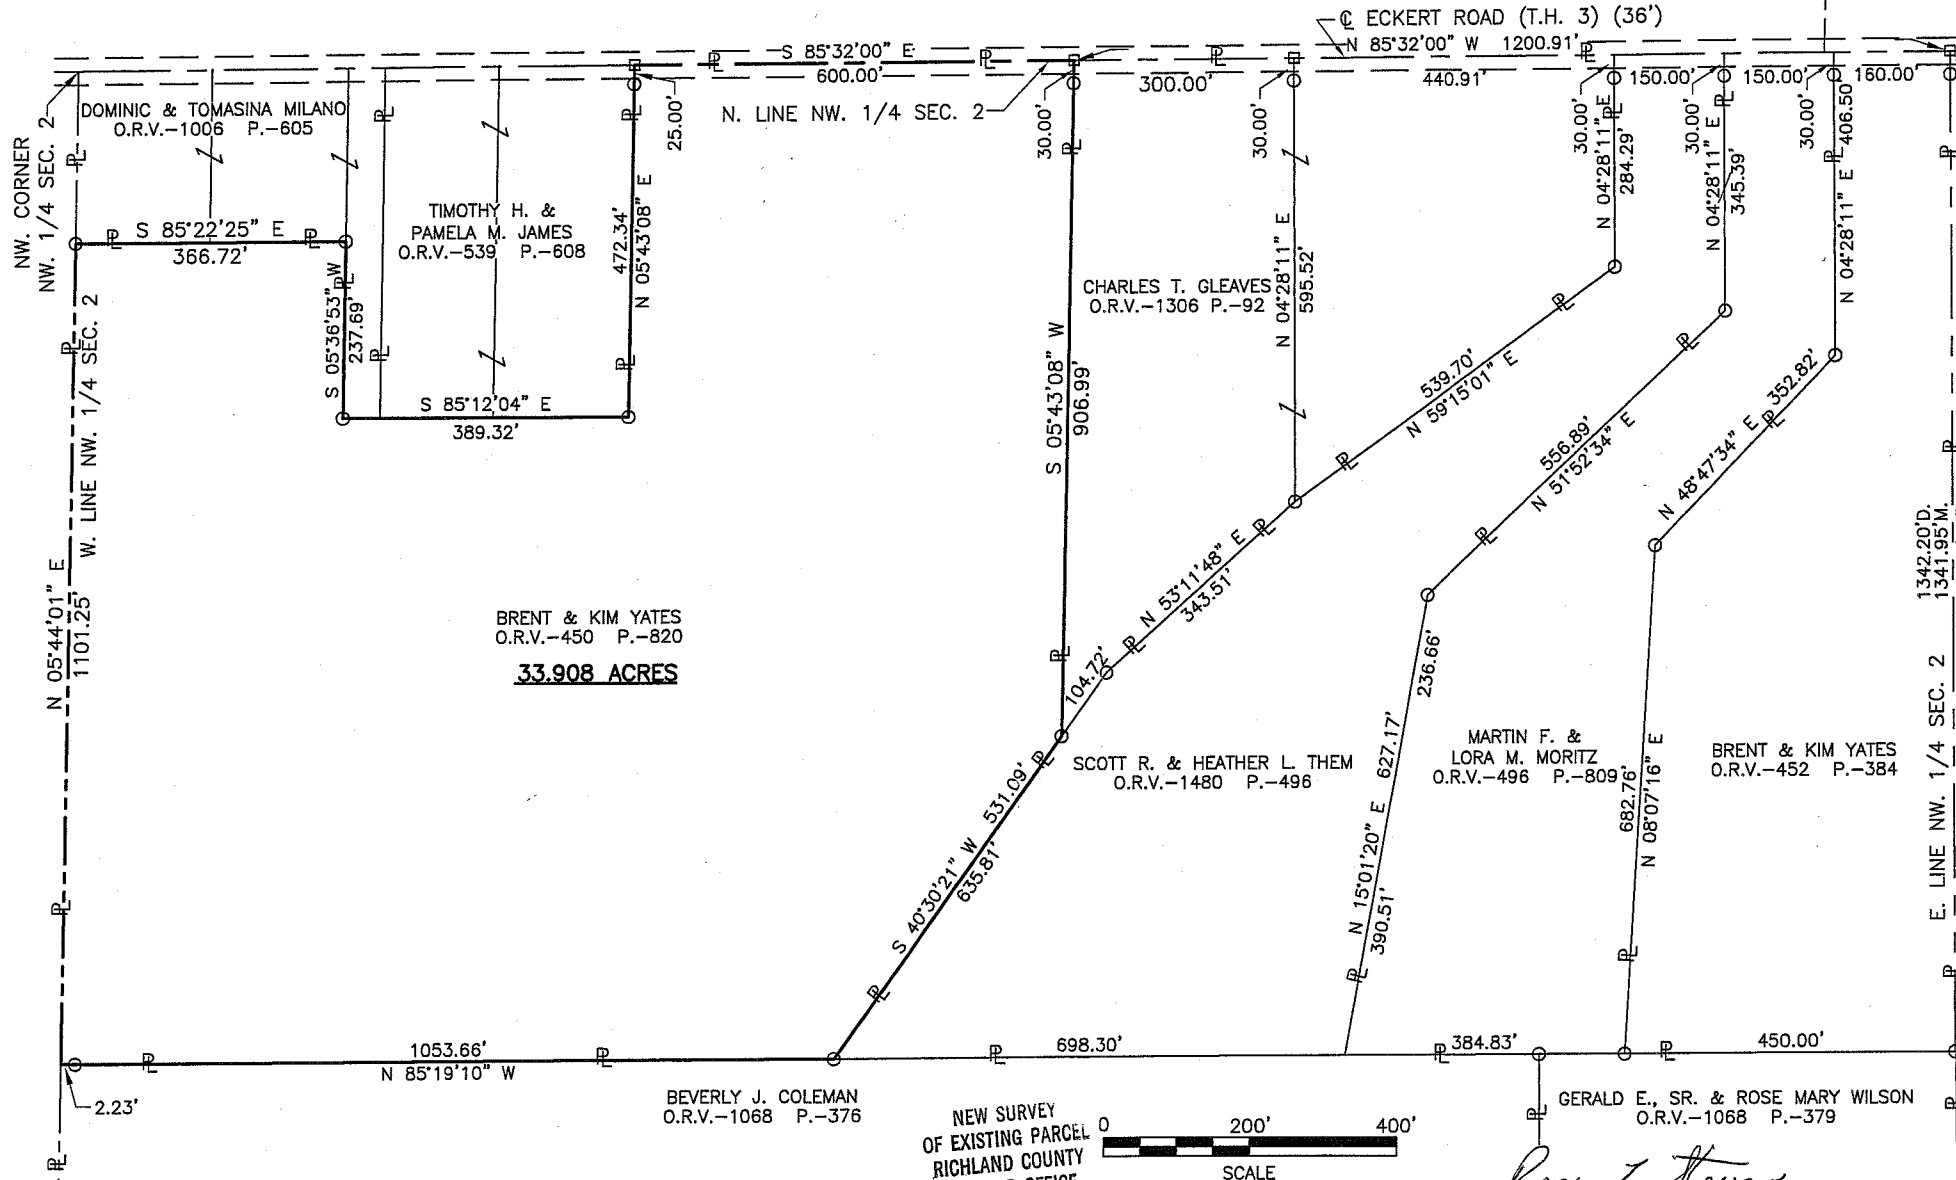 ℄ ECKERT ROAD (T.H. 3) (36')
N 85°32'00" W 1200.91'
S 85°32'00" E
600.00'
300.00'
440.91'
150.00'
150.00'
160.00'
N. LINE NW. 1/4 SEC. 2
NW. CORNER
NW. 1/4 SEC. 2
DOMINIC & TOMASINA MILANO
O.R.V.-1006 P.-605
25.00'
30.00'
30.00'
30.00'
30.00'
30.00'
S 85°22'25" E
366.72'
S 05°36'53" W
237.69'
TIMOTHY H. &
PAMELA M. JAMES
O.R.V.-539 P.-608
472.34'
N 05°43'08" E
S 85°12'04" E
389.32'
CHARLES T. GLEAVES
O.R.V.-1306 P.-92
N 04°28'11" E
595.52'
N 04°28'11" E
284.29'
N 04°28'11" E
345.39'
N 04°28'11" E 406.50'
S 05°43'08" W
906.99'
539.70'
N 59°15'01" E
556.89'
N 51°52'34" E
352.82'
N 48°47'34" E
W. LINE NW. 1/4 SEC. 2
N 05°44'01" E
1101.25'
BRENT & KIM YATES
O.R.V.-450 P.-820
33.908 ACRES
N 53°11'48" E
343.51'
104.72'
1342.20'D.
1341.95'M.
E. LINE NW. 1/4 SEC. 2
236.66'
N 15°01'20" E 627.17'
390.51'
SCOTT R. & HEATHER L. THEM
O.R.V.-1480 P.-496
MARTIN F. &
LORA M. MORITZ
O.R.V.-496 P.-809
682.76'
N 08°07'16" E
BRENT & KIM YATES
O.R.V.-452 P.-384
S 40°30'21" W 531.09'
635.81'
1053.66'
N 85°19'10" W
698.30'
384.83'
450.00'
2.23'
BEVERLY J. COLEMAN
O.R.V.-1068 P.-376
GERALD E., SR. & ROSE MARY WILSON
O.R.V.-1068 P.-379
NEW SURVEY
OF EXISTING PARCEL
RICHLAND COUNTY
0 200' 400'
SCALE